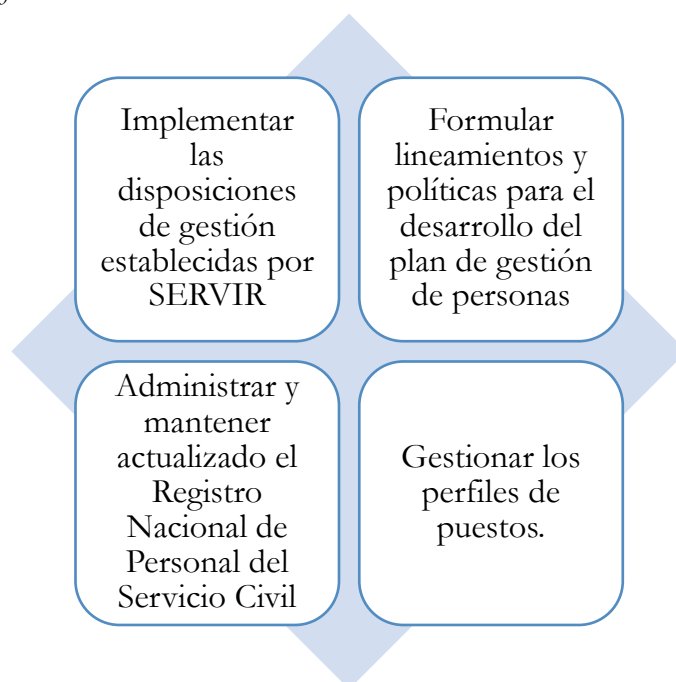 Implementar
las
disposiciones
de gestión
establecidas por
SERVIR
Formular
lineamientos y
políticas para el
desarrollo del
plan de gestión
de personas
Administrar y
mantener
actualizado el
Registro
Nacional de
Personal del
Servicio Civil
Gestionar los
perfiles de
puestos.